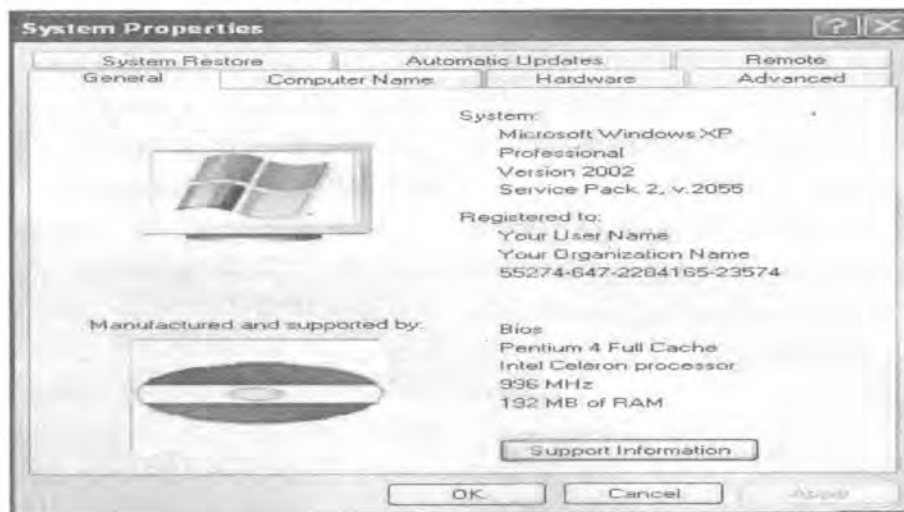 System Properties
System Restore
Automatic Updates
Remote
General
Computer Name
Hardware
Advanced
System:
Microsoft Windows XP
Professional
Version 2002
Service Pack 2, v.2055
Registered to:
Your User Name
Your Organization Name
55274-647-2284165-23574
Manufactured and supported by:
Bios
Pentium 4 Full Cache
Intel Celeron processor
996 MHz
192 MB of RAM
Support Information
OK
Cancel
Apply